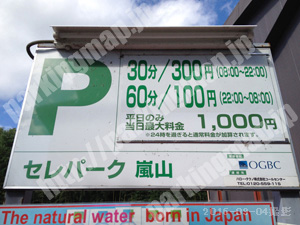 P
30分/300円(08:00~22:00)
60分/100円(22:00~08:00)
平日のみ
当日最大料金 1,000円
※24時を過ぎると通常料金が加算されます。
セレパーク 嵐山
OGBC
TEL.0120-659-116
The natural water born in Japan